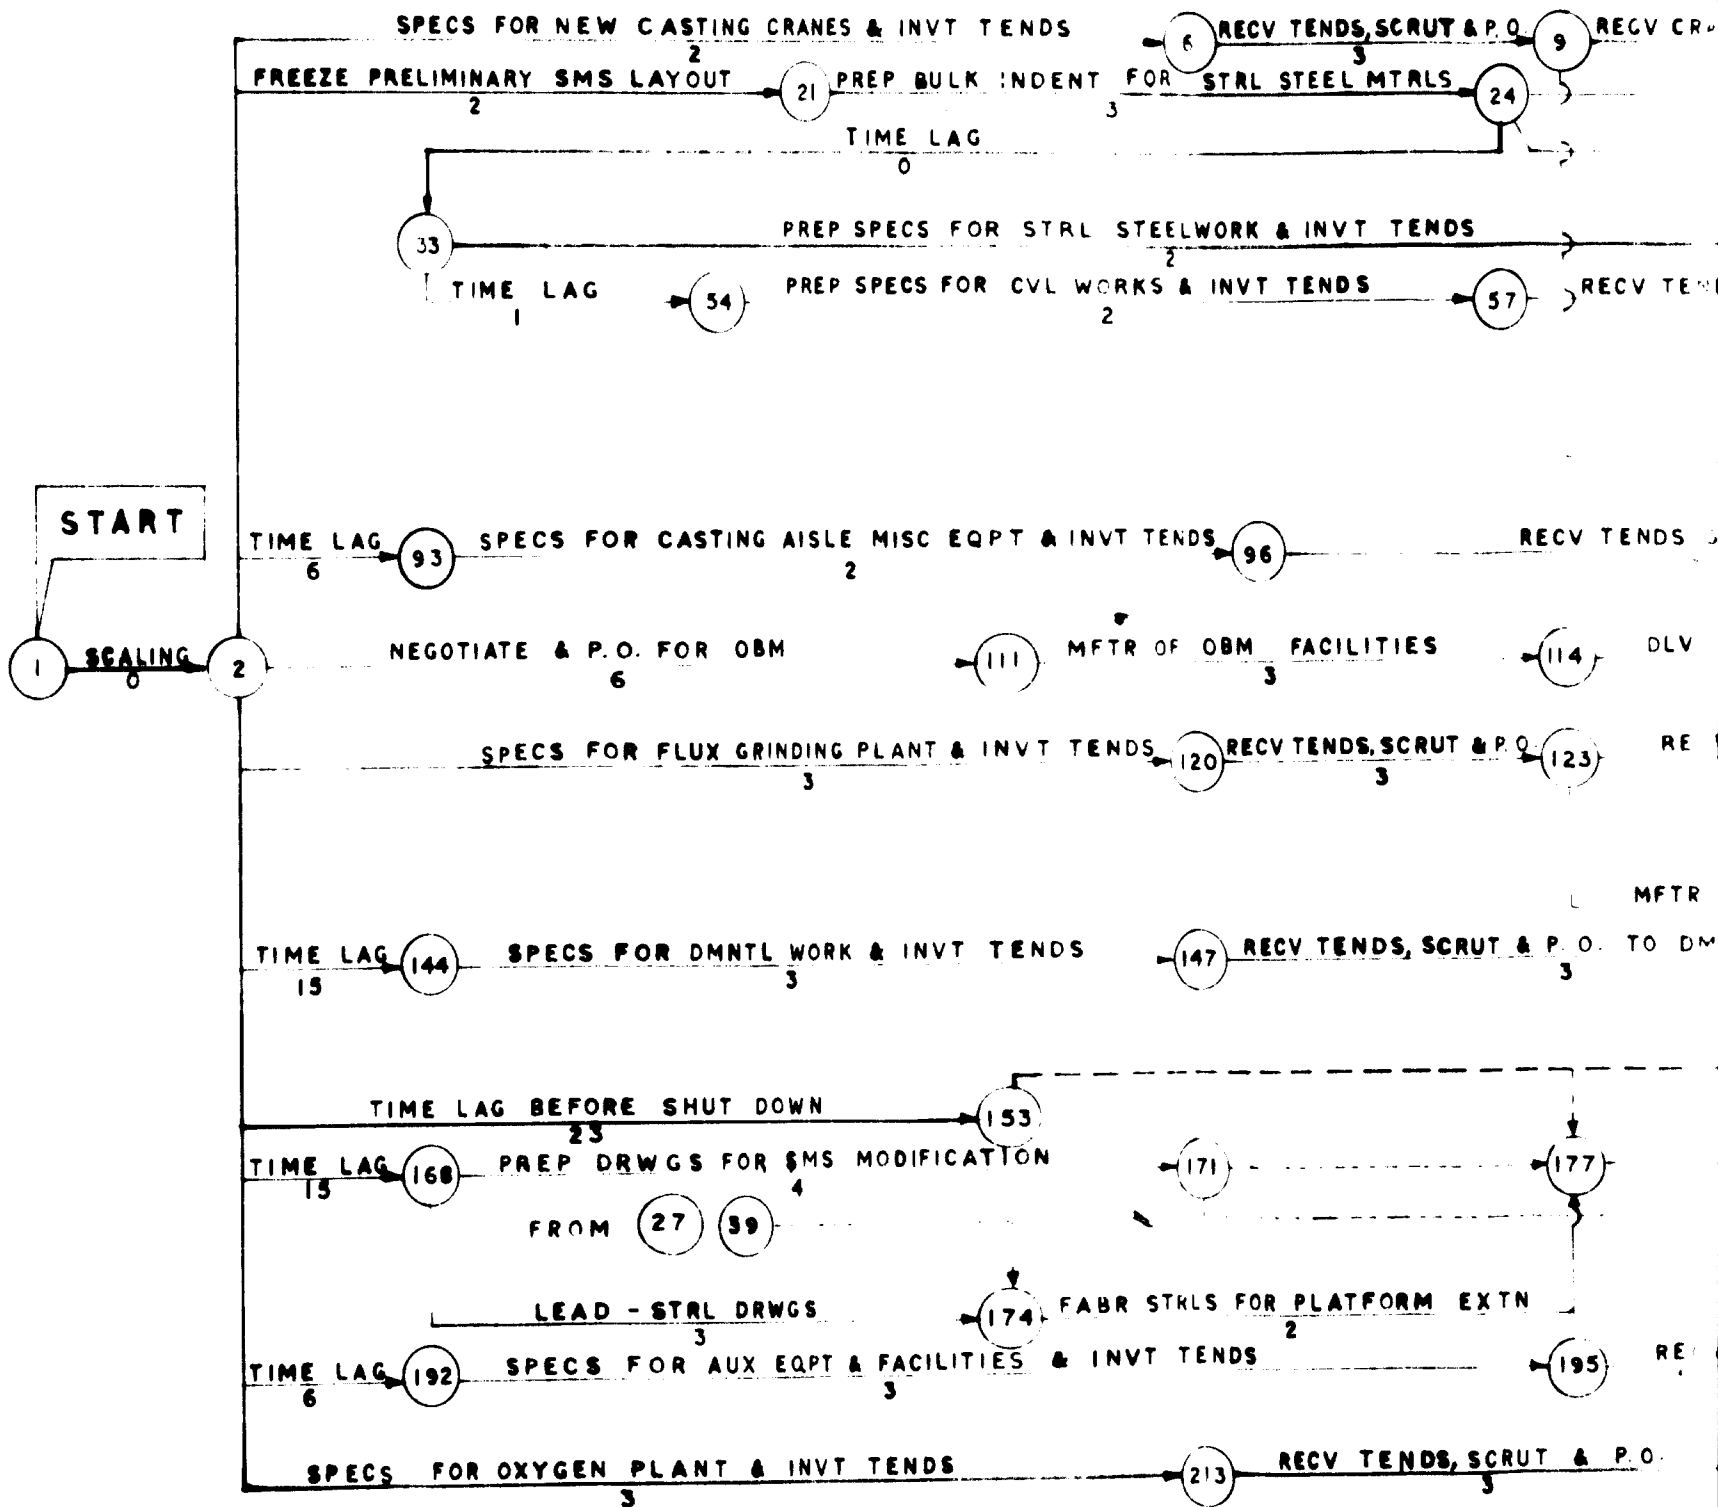 SPECS FOR NEW CASTING CRANES & INVT TENDS
2
6
RECV TENDS, SCRUT & P.O.
3
9
RECV
FREEZE PRELIMINARY SMS LAYOUT
2
21
PREP BULK INDENT FOR STRL STEEL MTRLS
3
24
TIME LAG
0
33
PREP SPECS FOR STRL STEELWORK & INVT TENDS
2
TIME LAG
1
54
PREP SPECS FOR CVL WORKS & INVT TENDS
2
57
RECV
START
TIME LAG
6
93
SPECS FOR CASTING AISLE MISC EQPT & INVT TENDS
2
96
RECV TENDS
1
SCALING
0
2
NEGOTIATE & P.O. FOR OBM
6
111
MFTR OF OBM FACILITIES
3
114
DLV
SPECS FOR FLUX GRINDING PLANT & INVT TENDS
3
120
RECV TENDS, SCRUT & P.O.
3
123
RE
MFTR
TIME LAG
15
144
SPECS FOR DMNTL WORK & INVT TENDS
3
147
RECV TENDS, SCRUT & P.O. TO DM
3
TIME LAG BEFORE SHUT DOWN
23
153
TIME LAG
15
168
PREP DRWGS FOR SMS MODIFICATION
4
171
177
FROM 27 39
LEAD - STRL DRWGS
3
174
FABR STRLS FOR PLATFORM EXTN
2
TIME LAG
6
192
SPECS FOR AUX EQPT & FACILITIES & INVT TENDS
3
195
RE
SPECS FOR OXYGEN PLANT & INVT TENDS
3
213
RECV TENDS, SCRUT & P.O.
3